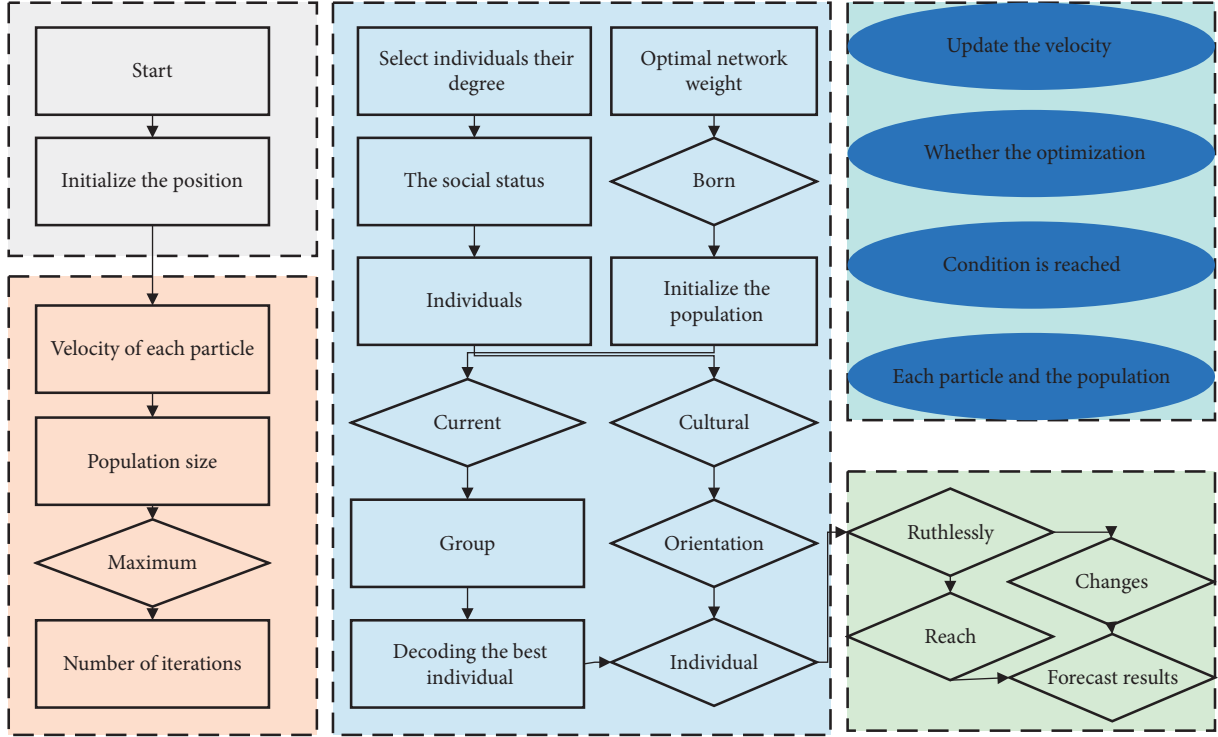 Start
Initialize the position
Velocity of each particle
Population size
Maximum
Number of iterations
Select individuals their
degree
The social status
Individuals
Current
Group
Decoding the best
individual
Optimal network
weight
Born
Initialize the
population
Cultural
Orientation
Individual
Update the velocity
Whether the optimization
Condition is reached
Each particle and the population
Ruthlessly
Changes
Reach
Forecast results